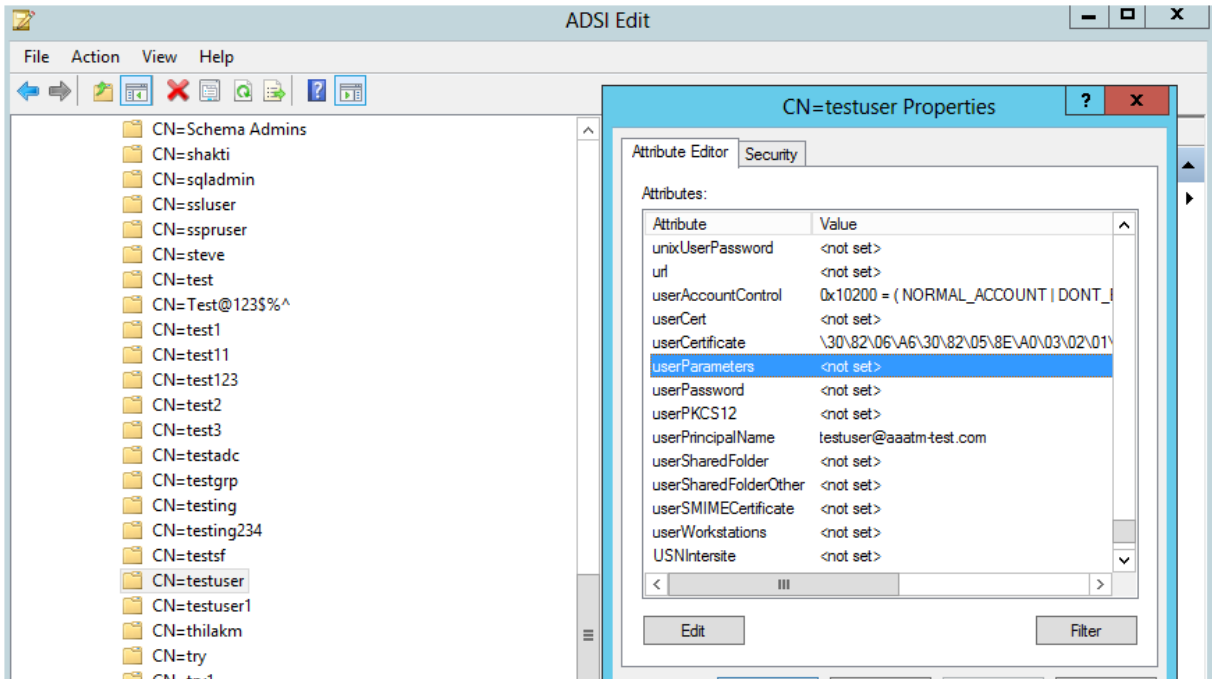 ADSI Edit
File Action View Help
CN=Schema Admins
CN=shakti
CN=sqladmin
CN=ssluser
CN=sspruser
CN=steve
CN=test
CN=Test@123$%^
CN=test1
CN=test11
CN=test123
CN=test2
CN=test3
CN=testadc
CN=testgrp
CN=testing
CN=testing234
CN=testsf
CN=testuser
CN=testuser1
CN=thilakm
CN=try
CN=testuser Properties
Attribute Editor Security
Attributes:
Attribute Value
unixUserPassword <not set>
url <not set>
userAccountControl 0x10200 = ( NORMAL_ACCOUNT | DONT_
userCert <not set>
userCertificate \30\82\06\A6\30\82\05\8E\A0\03\02\01\
userParameters <not set>
userPassword <not set>
userPKCS12 <not set>
userPrincipalName testuser@aaatm-test.com
userSharedFolder <not set>
userSharedFolderOther <not set>
userSMIMECertificate <not set>
userWorkstations <not set>
USNIntersite <not set>
Edit Filter